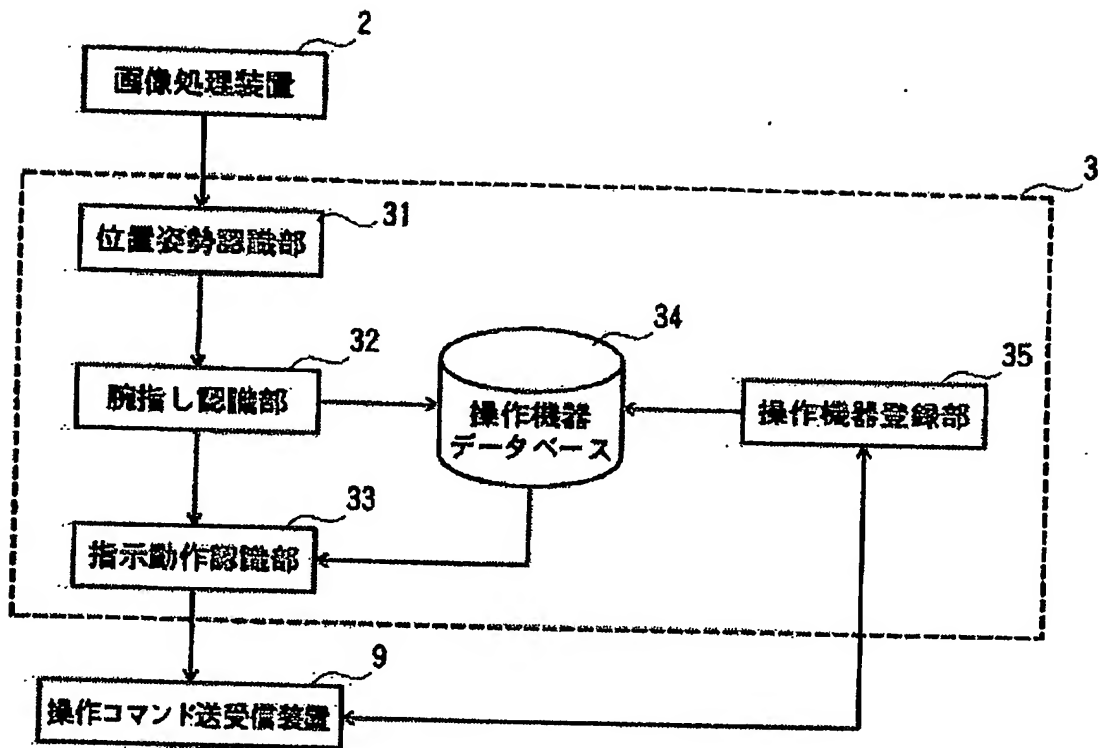 2
画像処理装置
3
31
位置姿勢認識部
32
腕指し認識部
34
操作機器
データベース
35
操作機器登録部
33
指示動作認識部
9
操作コマンド送受信装置